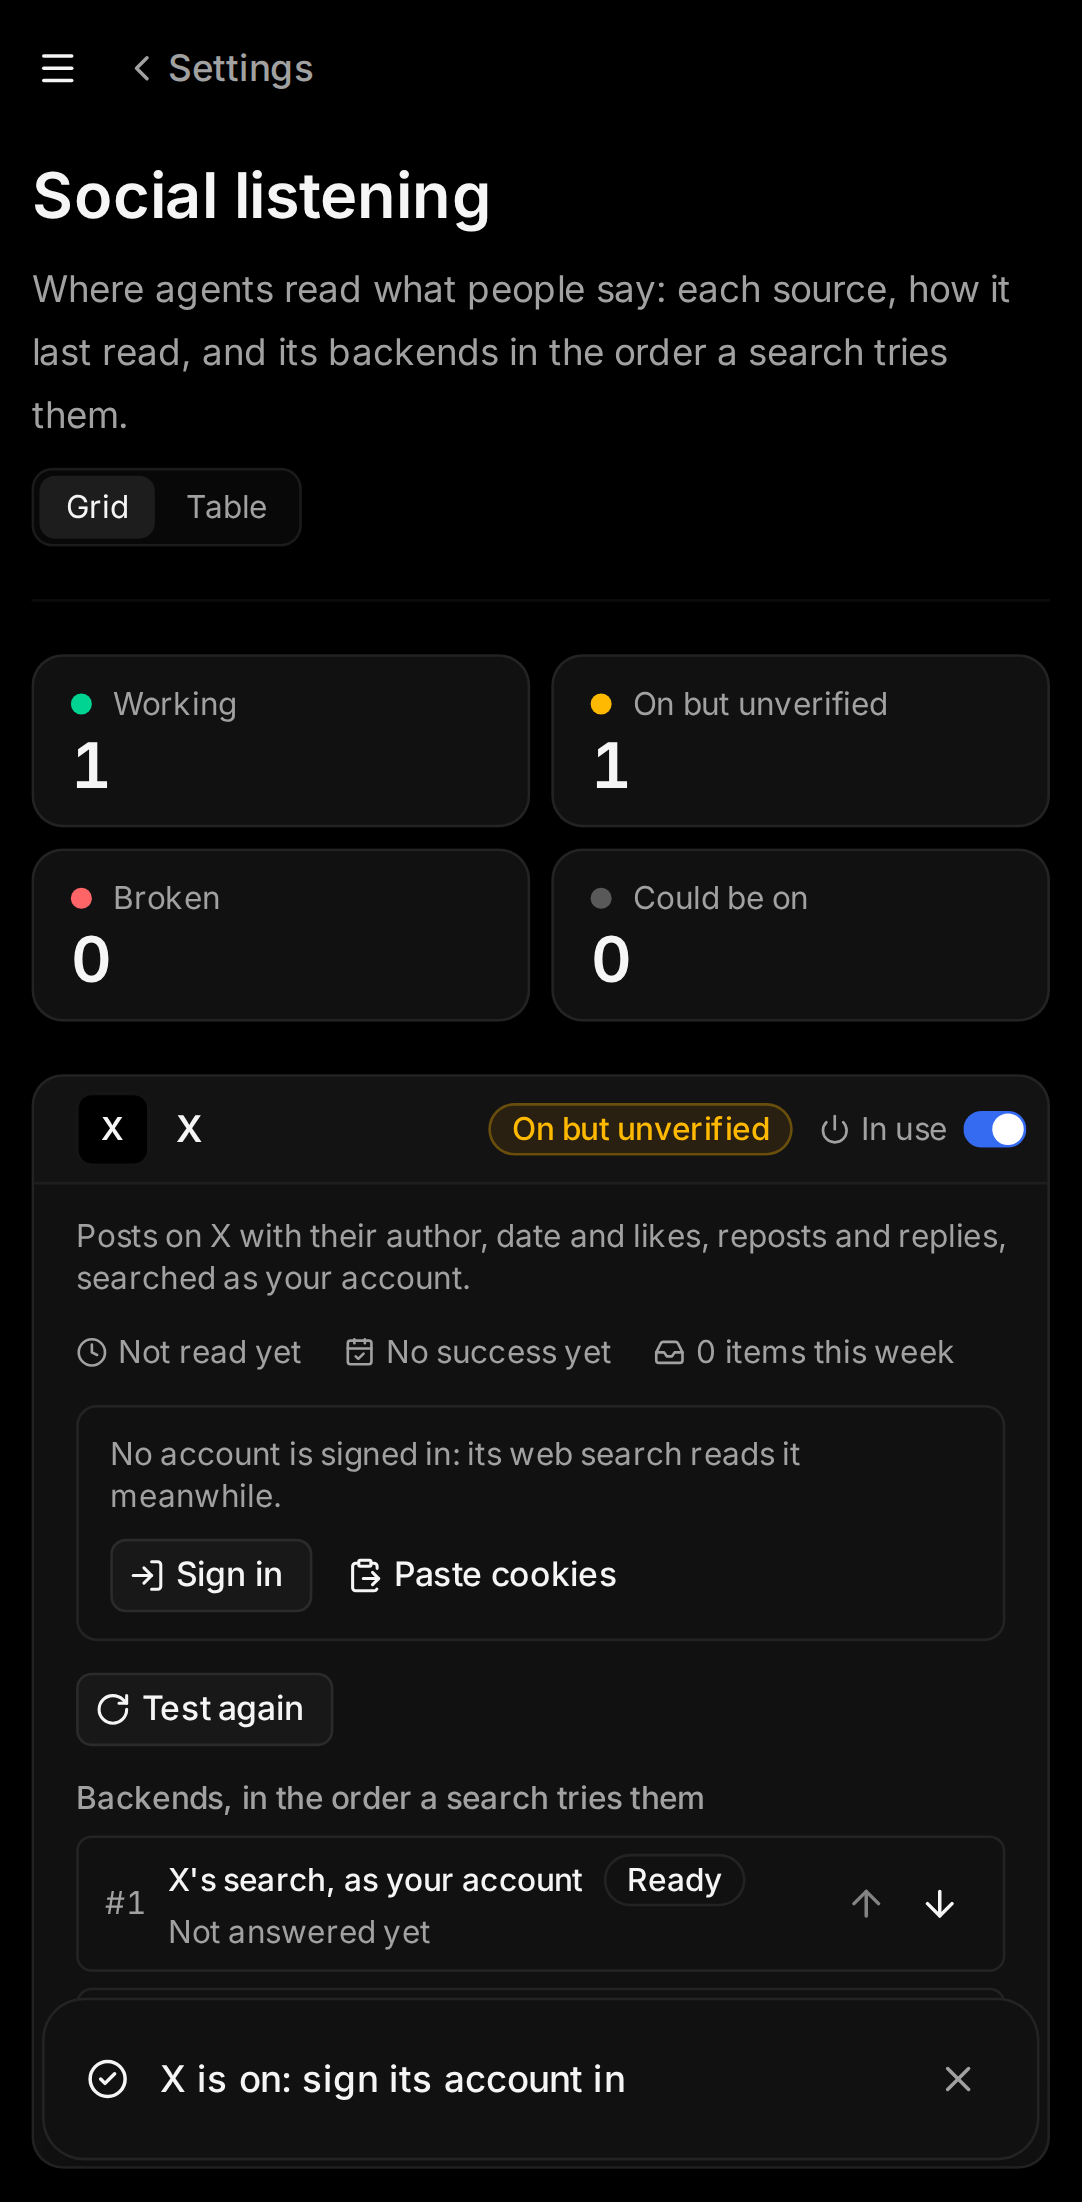 Settings
Social listening
Where agents read what people say: each source, how it
last read, and its backends in the order a search tries
them.
Grid Table
Working
1
On but unverified
1
Broken
0
Could be on
0
X X On but unverified In use
Posts on X with their author, date and likes, reposts and replies,
searched as your account.
Not read yet No success yet 0 items this week
No account is signed in: its web search reads it
meanwhile.
Sign in Paste cookies
Test again
Backends, in the order a search tries them
#1 X's search, as your account Ready
Not answered yet
X is on: sign its account in